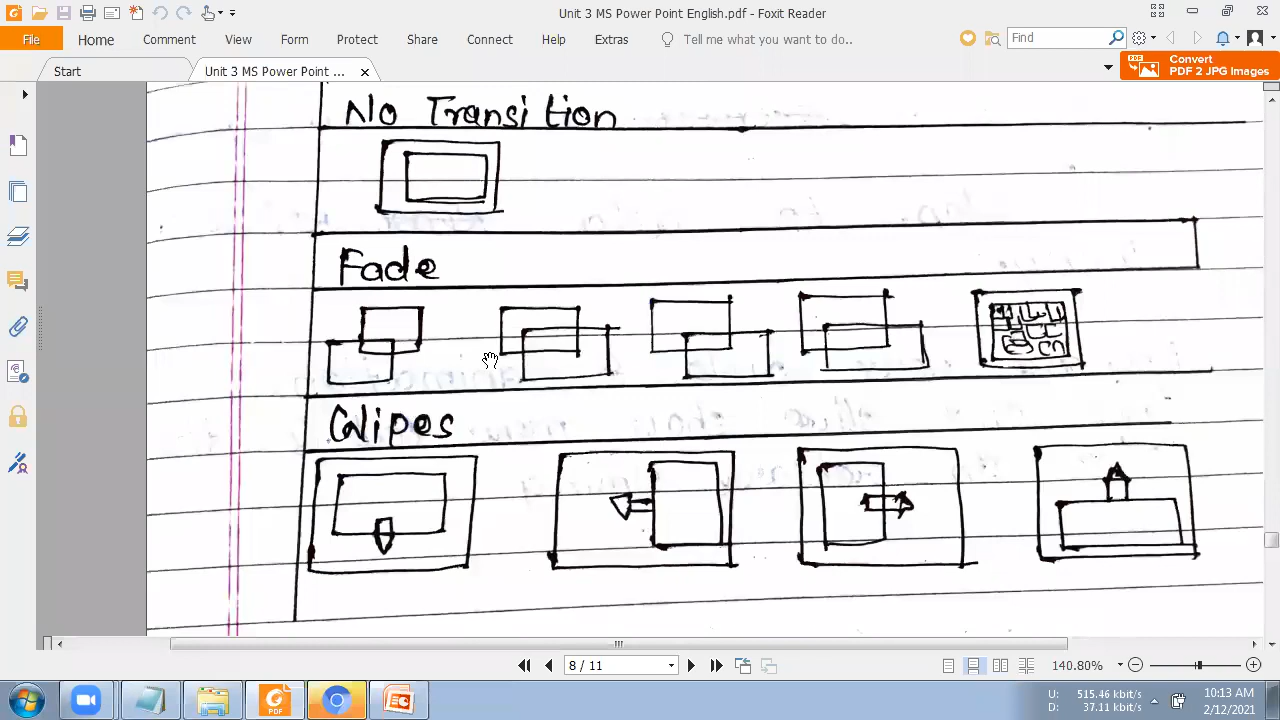 Unit 3 MS Power Point English.pdf - Foxit Reader
File Home Comment View Form Protect Share Connect Help Extras Tell me what you want to do.. Find
Start Unit 3 MS Power Point ... Convert
PDF 2 JPG Images
No Transition
Fade
Wipes
8 / 11 140.80%
PDF
U: 515.46 kbit/s 10:13 AM
D: 37.11 kbit/s 2/12/2021